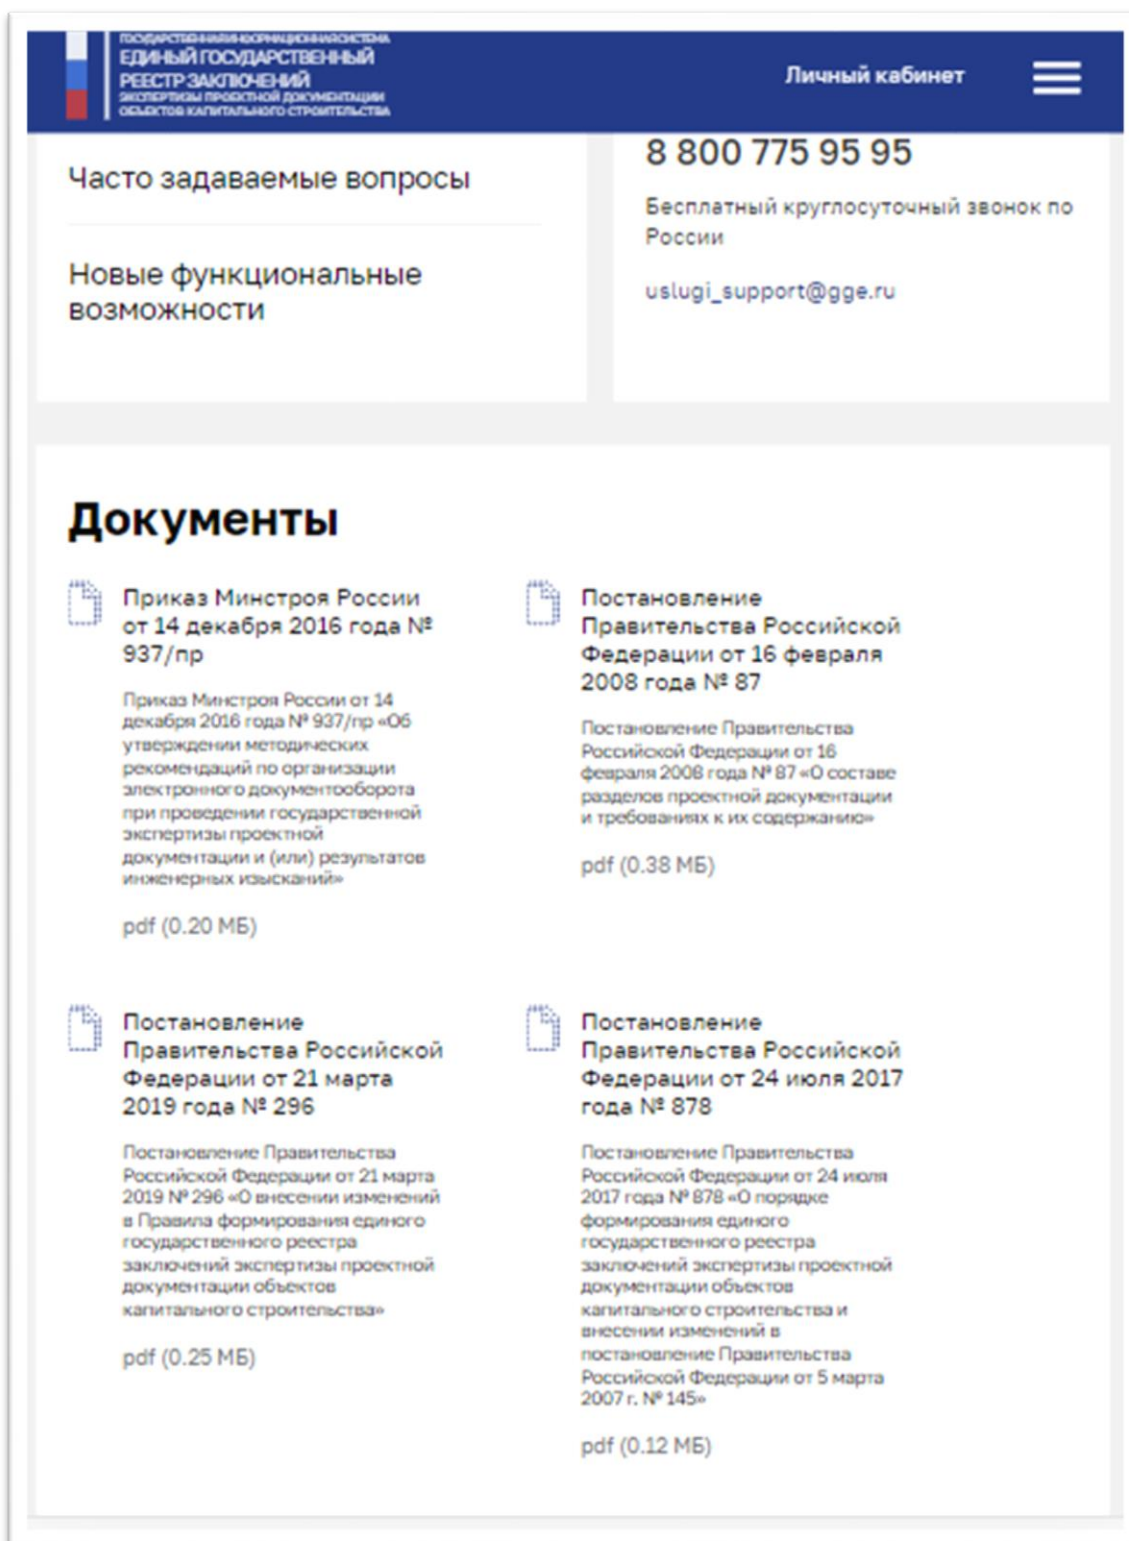 ГОСУДАРСТВЕННАЯ ИНФОРМАЦИОННАЯ СИСТЕМА
ЕДИНЫЙ ГОСУДАРСТВЕННЫЙ
РЕЕСТР ЗАКЛЮЧЕНИЙ
ЭКСПЕРТИЗЫ ПРОЕКТНОЙ ДОКУМЕНТАЦИИ
ОБЪЕКТОВ КАПИТАЛЬНОГО СТРОИТЕЛЬСТВА
Личный кабинет
Часто задаваемые вопросы
Новые функциональные
возможности
8 800 775 95 95
Бесплатный круглосуточный звонок по
России
uslugi_support@gge.ru
Документы
Приказ Минстроя России
от 14 декабря 2016 года №
937/пр
Приказ Минстроя России от 14
декабря 2016 года № 937/пр «Об
утверждении методических
рекомендаций по организации
электронного документооборота
при проведении государственной
экспертизы проектной
документации и (или) результатов
инженерных изысканий»
pdf (0.20 МБ)
Постановление
Правительства Российской
Федерации от 16 февраля
2008 года № 87
Постановление Правительства
Российской Федерации от 16
февраля 2008 года № 87 «О составе
разделов проектной документации
и требованиях к их содержанию»
pdf (0.38 МБ)
Постановление
Правительства Российской
Федерации от 21 марта
2019 года № 296
Постановление Правительства
Российской Федерации от 21 марта
2019 № 296 «О внесении изменений
в Правила формирования единого
государственного реестра
заключений экспертизы проектной
документации объектов
капитального строительства»
pdf (0.25 МБ)
Постановление
Правительства Российской
Федерации от 24 июля 2017
года № 878
Постановление Правительства
Российской Федерации от 24 июля
2017 года № 878 «О порядке
формирования единого
государственного реестра
заключений экспертизы проектной
документации объектов
капитального строительства и
внесении изменений в
постановление Правительства
Российской Федерации от 5 марта
2007 г. № 145»
pdf (0.12 МБ)